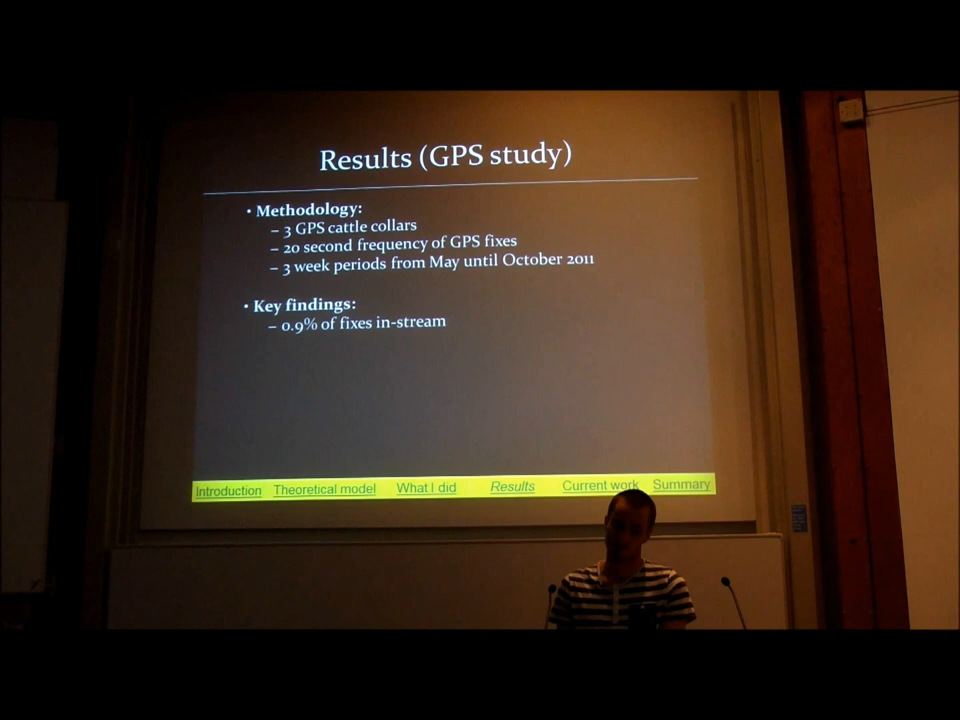 Results (GPS study)
• Methodology:
– 3 GPS cattle collars
– 20 second frequency of GPS fixes
– 3 week periods from May until October 2011
• Key findings:
– 0.9% of fixes in-stream
Introduction Theoretical model What I did Results Current work Summary